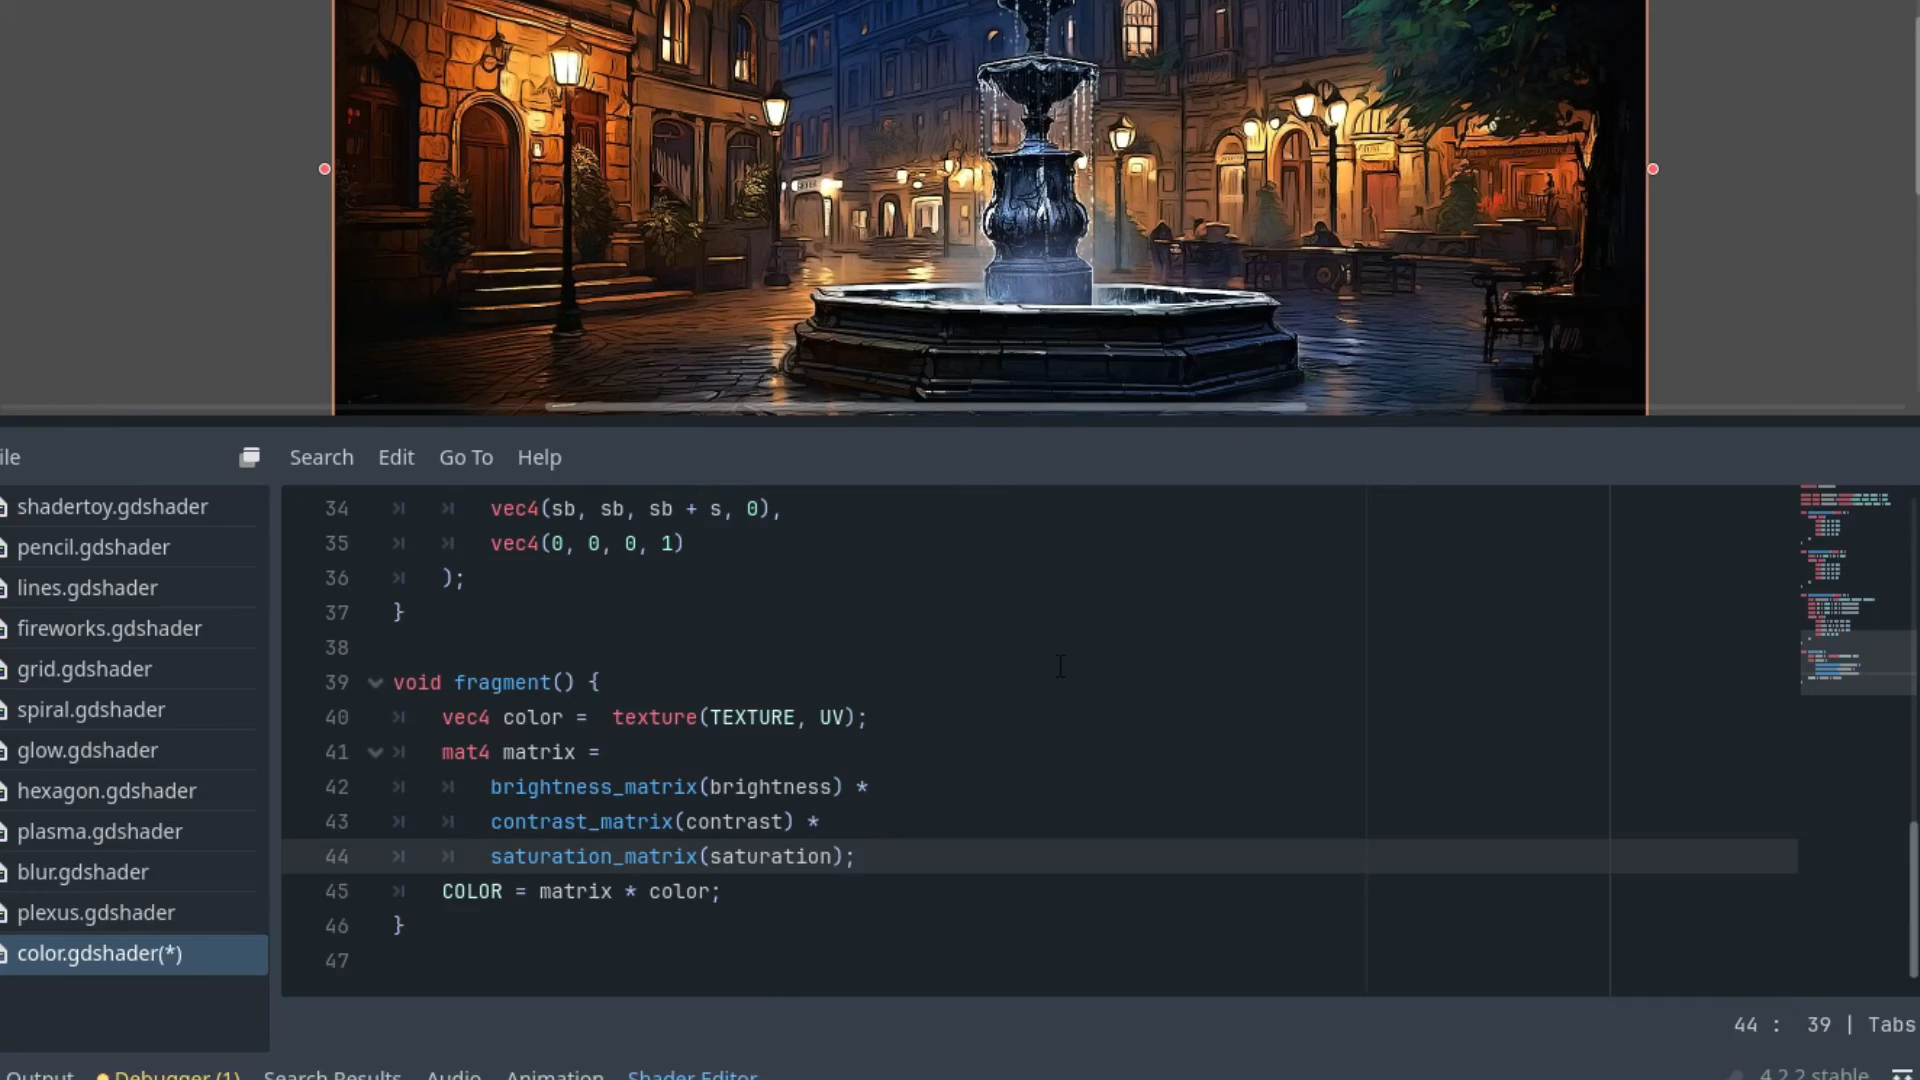 ile
Search Edit Go To Help
shadertoy.gdshader
pencil.gdshader
lines.gdshader
fireworks.gdshader
grid.gdshader
spiral.gdshader
glow.gdshader
hexagon.gdshader
plasma.gdshader
blur.gdshader
plexus.gdshader
color.gdshader(*)
34 vec4(sb, sb, sb + s, 0),
35 vec4(0, 0, 0, 1)
36 );
37 }
38
39 void fragment() {
40 vec4 color =  texture(TEXTURE, UV);
41 mat4 matrix =
42 brightness_matrix(brightness) *
43 contrast_matrix(contrast) *
44 saturation_matrix(saturation);
45 COLOR = matrix * color;
46 }
47
44 : 39 | Tabs
Output Debugger (1) Search Results Audio Animation Shader Editor 4.2.2.stable